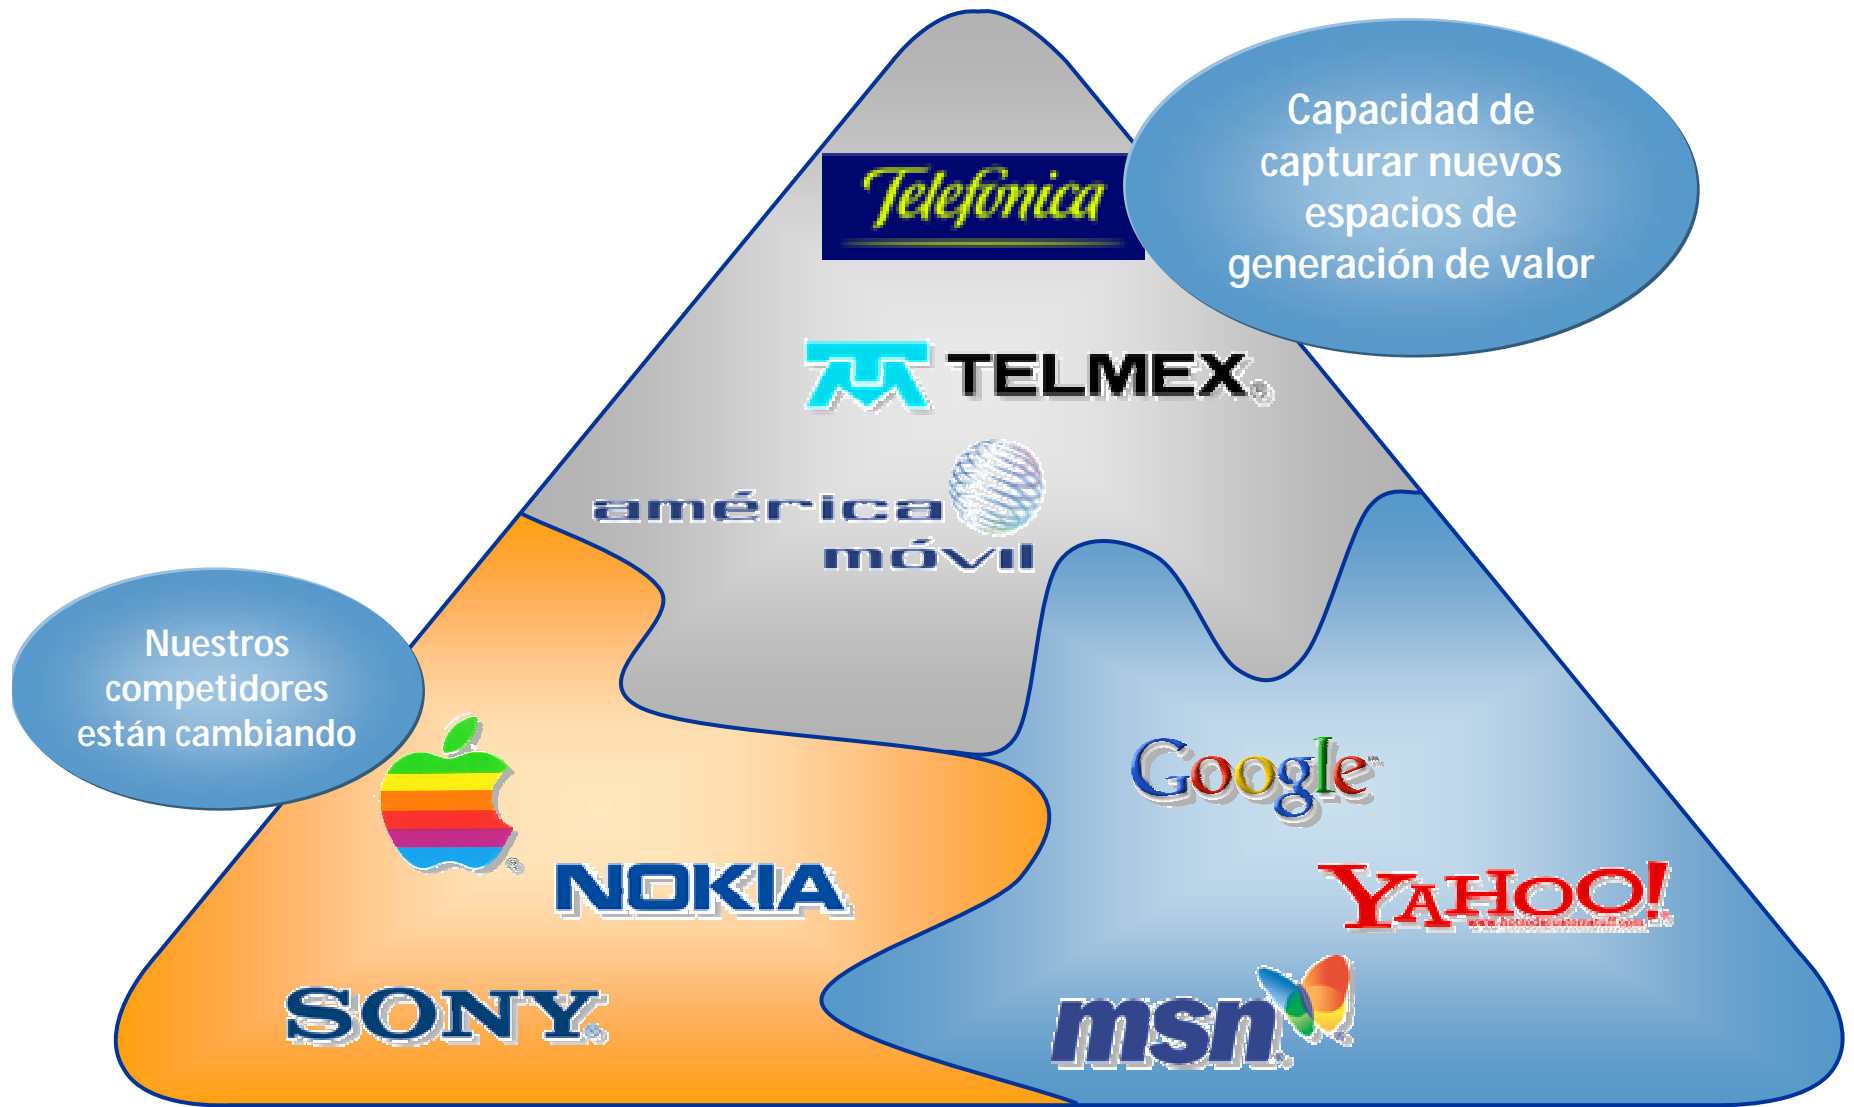 Capacidad de
capturar nuevos
espacios de
generación de valor
Telefónica
TELMEX
américa
móvil
Nuestros
competidores
están cambiando
Google
NOKIA
YAHOO!
SONY
msn